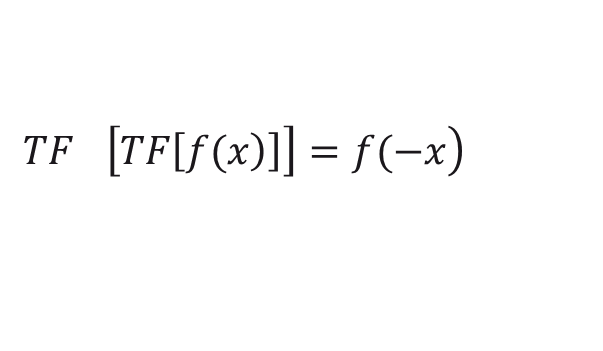 TF [TF[f(x)]] = f(−x)